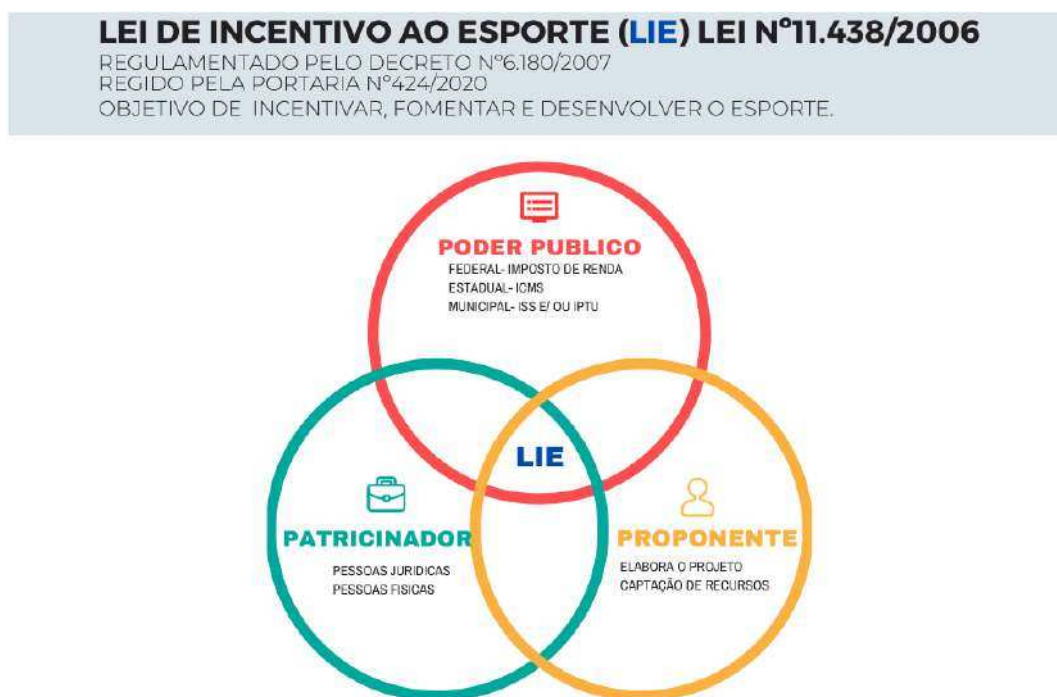 LEI DE INCENTIVO AO ESPORTE (LIE) LEI Nº11.438/2006
REGULAMENTADO PELO DECRETO Nº6.180/2007
REGIDO PELA PORTARIA Nº424/2020
OBJETIVO DE INCENTIVAR, FOMENTAR E DESENVOLVER O ESPORTE.
PODER PUBLICO
FEDERAL- IMPOSTO DE RENDA
ESTADUAL- ICMS
MUNICIPAL- ISS E/ OU IPTU
LIE
PATRICINADOR
PESSOAS JURIDICAS
PESSOAS FISICAS
PROPONENTE
ELABORA O PROJETO
CAPTAÇÃO DE RECURSOS